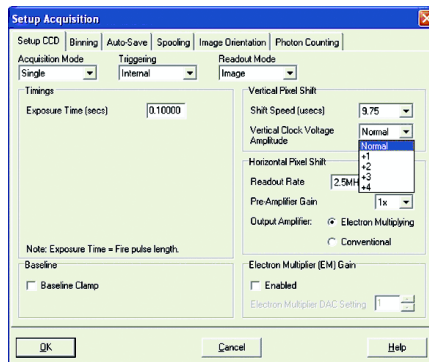 Setup Acquisition
Setup CCD Binning Auto-Save Spooling Image Orientation Photon Counting
Acquisition Mode Triggering Readout Mode
Single Internal Image
Timings
Exposure Time (secs) 0.10000
Note: Exposure Time = Fire pulse length.
Vertical Pixel Shift
Shift Speed (usecs) 9.75
Vertical Clock Voltage Amplitude Normal
Normal
+1
+2
+3
+4
Horizontal Pixel Shift
Readout Rate 2.5MH
Pre-Amplifier Gain 1x
Output Amplifier: Electron Multiplying
Conventional
Baseline
Baseline Clamp
Electron Multiplier (EM) Gain
Enabled
Electron Multiplier DAC Setting 1
OK Cancel Help